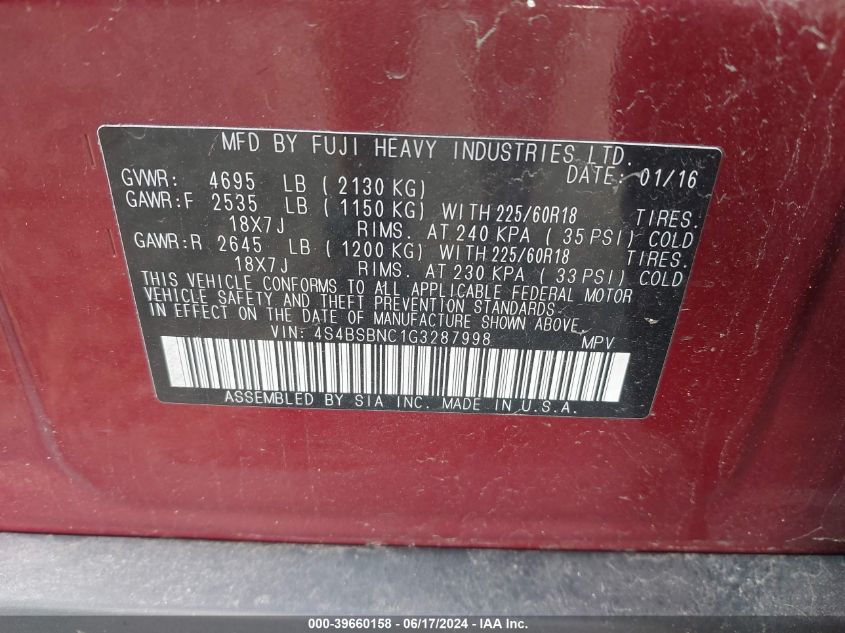 MFD BY FUJI HEAVY INDUSTRIES LTD.
DATE: 01/16
GVWR: 4695 LB ( 2130 KG)
GAWR:F 2535 LB ( 1150 KG) WITH 225/60R18 TIRES.
18X7J RIMS. AT 240 KPA ( 35 PSI) COLD
GAWR:R 2645 LB ( 1200 KG) WITH 225/60R18 TIRES.
18X7J RIMS. AT 230 KPA ( 33 PSI) COLD
THIS VEHICLE CONFORMS TO ALL APPLICABLE FEDERAL MOTOR
VEHICLE SAFETY AND THEFT PREVENTION STANDARDS
IN EFFECT ON THE DATE OF MANUFACTURE SHOWN ABOVE.
VIN: 4S4BSBNC1G3287998 MPV
ASSEMBLED BY SIA INC. MADE IN U.S.A.
000-39660158 - 06/17/2024 - IAAI Inc.